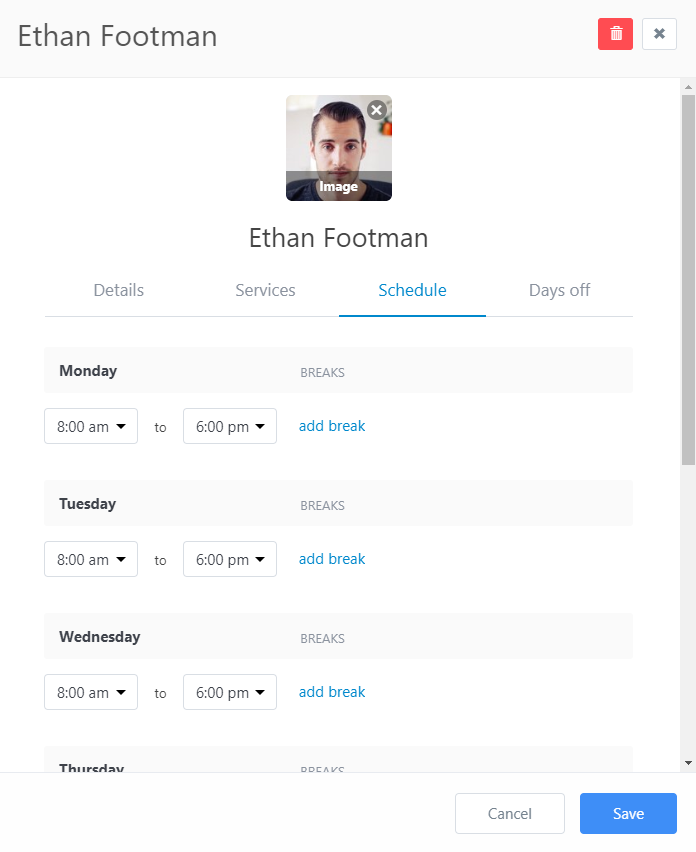 Ethan Footman
Image
Ethan Footman
Details Services Schedule Days off
Monday BREAKS
8:00 am to 6:00 pm add break
Tuesday BREAKS
8:00 am to 6:00 pm add break
Wednesday BREAKS
8:00 am to 6:00 pm add break
Thursday BREAKS
Cancel Save